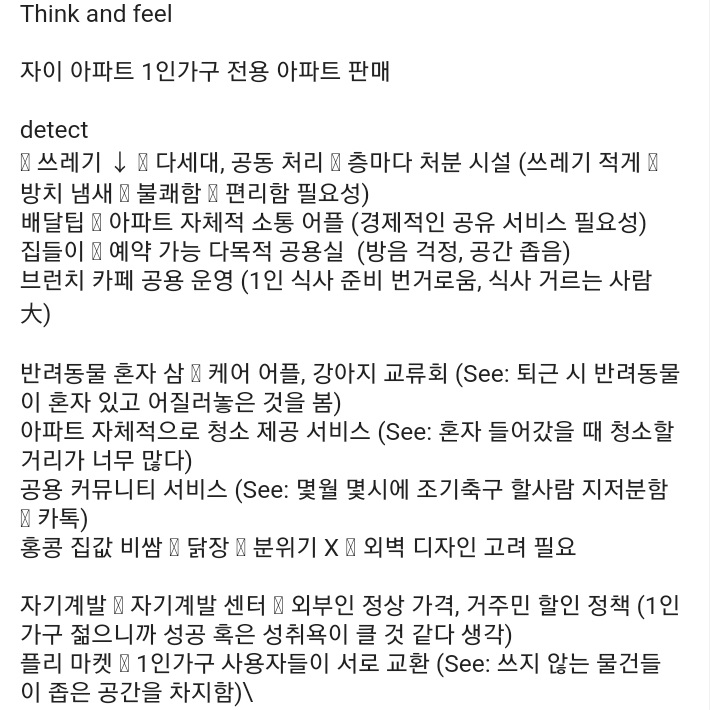 Think and feel
자이 아파트 1인가구 전용 아파트 판매
detect
 쓰레기 ↓  다세대, 공동 처리  층마다 처분 시설 (쓰레기 적게 
방치 냄새  불쾌함  편리함 필요성)
배달팁  아파트 자체적 소통 어플 (경제적인 공유 서비스 필요성)
집들이  예약 가능 다목적 공용실  (방음 걱정, 공간 좁음)
브런치 카페 공용 운영 (1인 식사 준비 번거로움, 식사 거르는 사람
大)
반려동물 혼자 삼  케어 어플, 강아지 교류회 (See: 퇴근 시 반려동물
이 혼자 있고 어질러놓은 것을 봄)
아파트 자체적으로 청소 제공 서비스 (See: 혼자 들어갔을 때 청소할
거리가 너무 많다)
공용 커뮤니티 서비스 (See: 몇월 몇시에 조기축구 할사람 지저분함
 카톡)
홍콩 집값 비쌈  닭장  분위기 X  외벽 디자인 고려 필요
자기계발  자기계발 센터  외부인 정상 가격, 거주민 할인 정책 (1인
가구 젊으니까 성공 혹은 성취욕이 클 것 같다 생각)
플리 마켓  1인가구 사용자들이 서로 교환 (See: 쓰지 않는 물건들
이 좁은 공간을 차지함)\